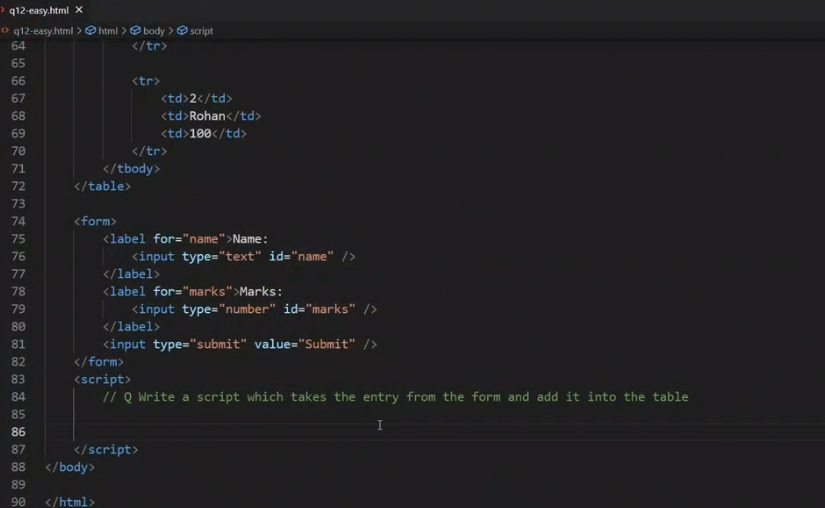 q12-easy.html ×
q12-easy.html > html > body > script
64 </tr>
65
66 <tr>
67 <td>2</td>
68 <td>Rohan</td>
69 <td>100</td>
70 </tr>
71 </tbody>
72 </table>
73
74 <form>
75 <label for="name">Name:
76 <input type="text" id="name" />
77 </label>
78 <label for="marks">Marks:
79 <input type="number" id="marks" />
80 </label>
81 <input type="submit" value="Submit" />
82 </form>
83 <script>
84 // Q Write a script which takes the entry from the form and add it into the table
85
86
87 </script>
88 </body>
89
90 </html>